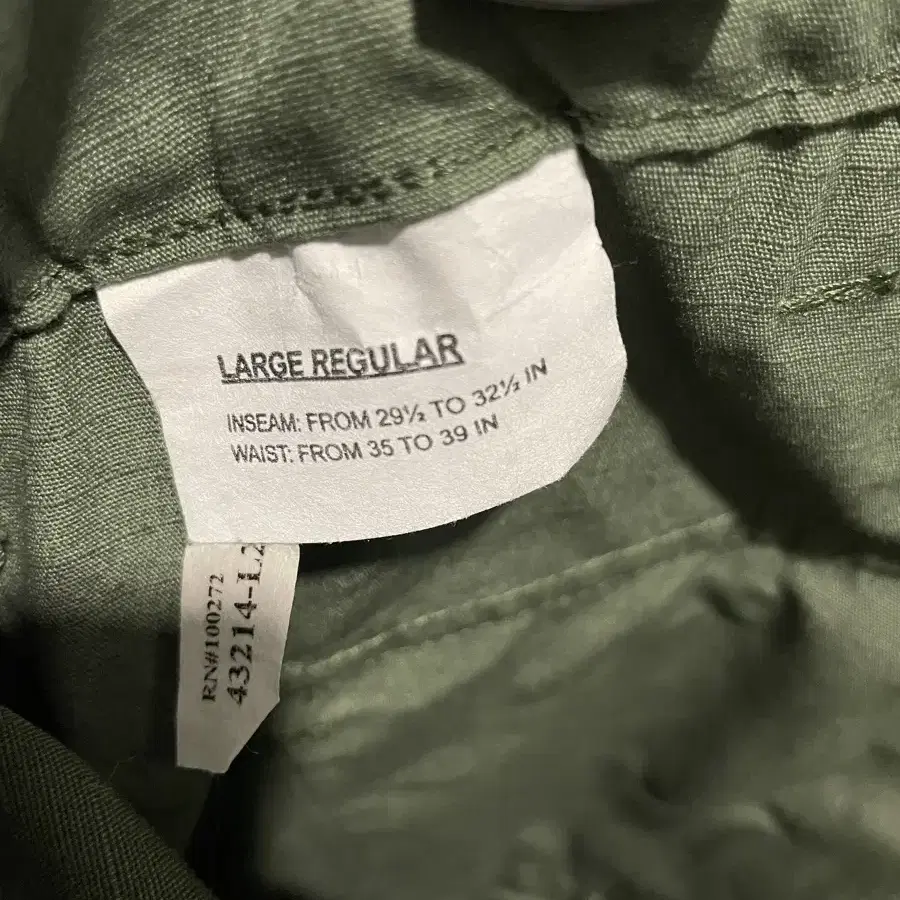 LARGE REGULAR
INSEAM: FROM 29½ TO 32½ IN
WAIST: FROM 35 TO 39 IN
RN#100272
43214-L2